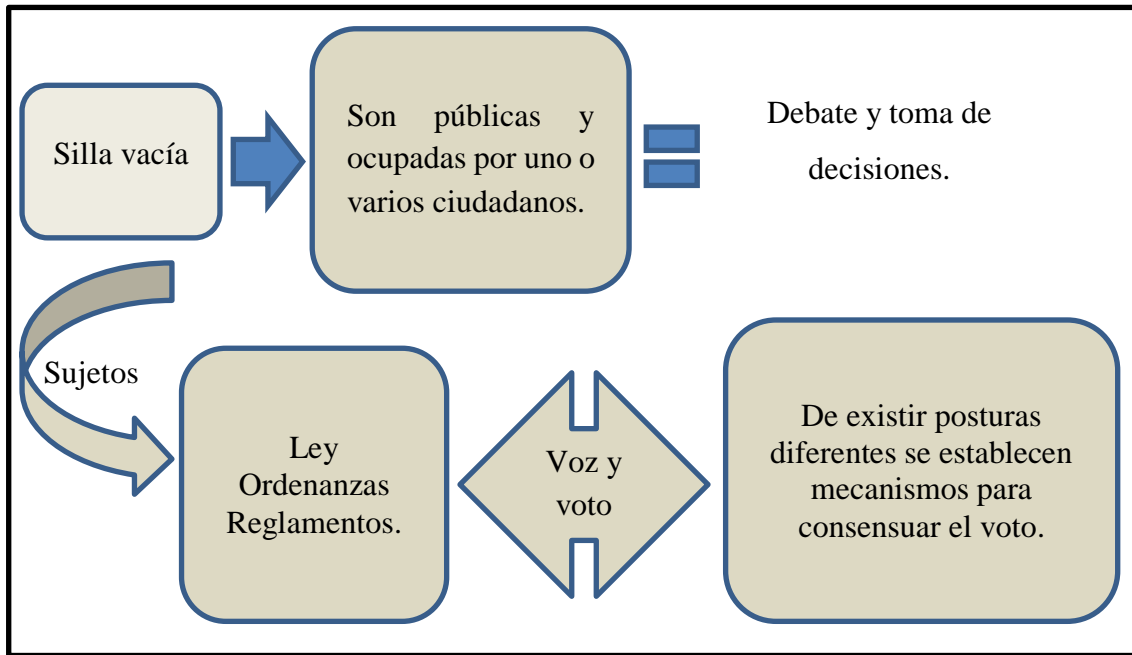 Silla vacía
Son públicas y
ocupadas por uno o
varios ciudadanos.
Debate y toma de
decisiones.
Sujetos
Ley
Ordenanzas
Reglamentos.
Voz y
voto
De existir posturas
diferentes se establecen
mecanismos para
consensuar el voto.